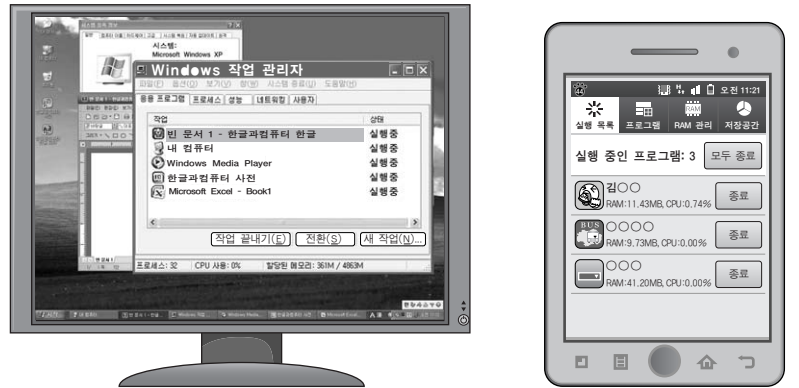 시스템:
Microsoft Windows XP
Windows 작업 관리자
파일(F) 옵션(O) 보기(V) 창(W) 시스템 종료(U) 도움말(H)
응용 프로그램 프로세스 성능 네트워킹 사용자
작업 상태
빈 문서 1 - 한글과컴퓨터 한글 실행중
내 컴퓨터 실행중
Windows Media Player 실행중
한글과컴퓨터 사전 실행중
Microsoft Excel - Book1 실행중
작업 끝내기(E) 전환(S) 새 작업(N)...
프로세스: 32 CPU 사용: 0% 할당된 메모리: 361M / 4863M
44 오전 11:21
실행 목록 프로그램 RAM 관리 저장공간
실행 중인 프로그램: 3 모두 종료
김○○
RAM:11.43MB, CPU:0.74% 종료
BUS ○○○○
RAM:9.73MB, CPU:0.00% 종료
○○○
RAM:41.20MB, CPU:0.00% 종료